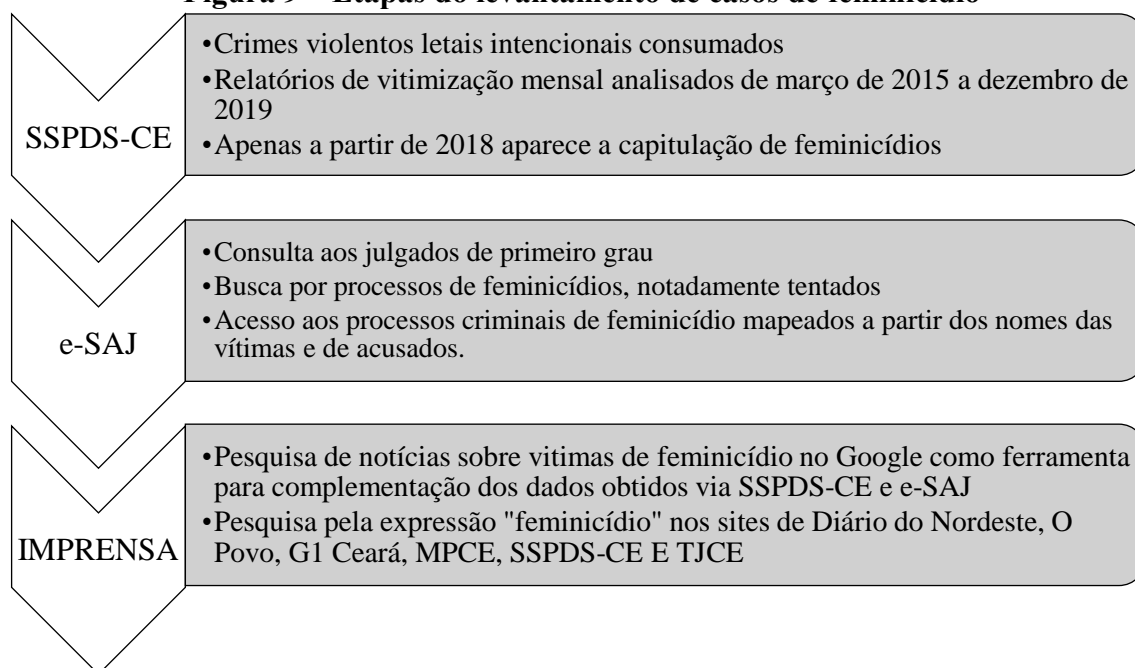 Figura 9 – Etapas do levantamento de casos de feminicídio
SSPDS-CE
•Crimes violentos letais intencionais consumados
•Relatórios de vitimização mensal analisados de março de 2015 a dezembro de
2019
•Apenas a partir de 2018 aparece a capitulação de feminicídios
e-SAJ
•Consulta aos julgados de primeiro grau
•Busca por processos de feminicídios, notadamente tentados
•Acesso aos processos criminais de feminicídio mapeados a partir dos nomes das
vítimas e de acusados.
IMPRENSA
•Pesquisa de notícias sobre vitimas de feminicídio no Google como ferramenta
para complementação dos dados obtidos via SSPDS-CE e e-SAJ
•Pesquisa pela expressão "feminicídio" nos sites de Diário do Nordeste, O
Povo, G1 Ceará, MPCE, SSPDS-CE E TJCE